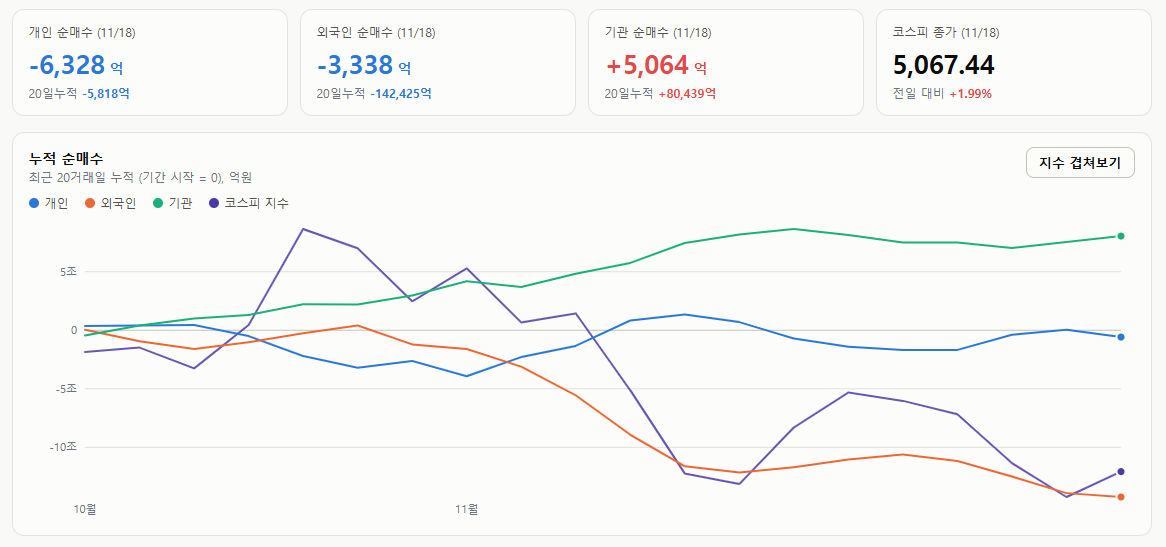 개인 순매수 (11/18)
-6,328 억
20일누적 -5,818억
외국인 순매수 (11/18)
-3,338 억
20일누적 -142,425억
기관 순매수 (11/18)
+5,064 억
20일누적 +80,439억
코스피 종가 (11/18)
5,067.44
전일 대비 +1.99%
누적 순매수
최근 20거래일 누적 (기간 시작 = 0), 억원
지수 겹쳐보기
개인 외국인 기관 코스피 지수
5조
0
-5조
-10조
10월 11월